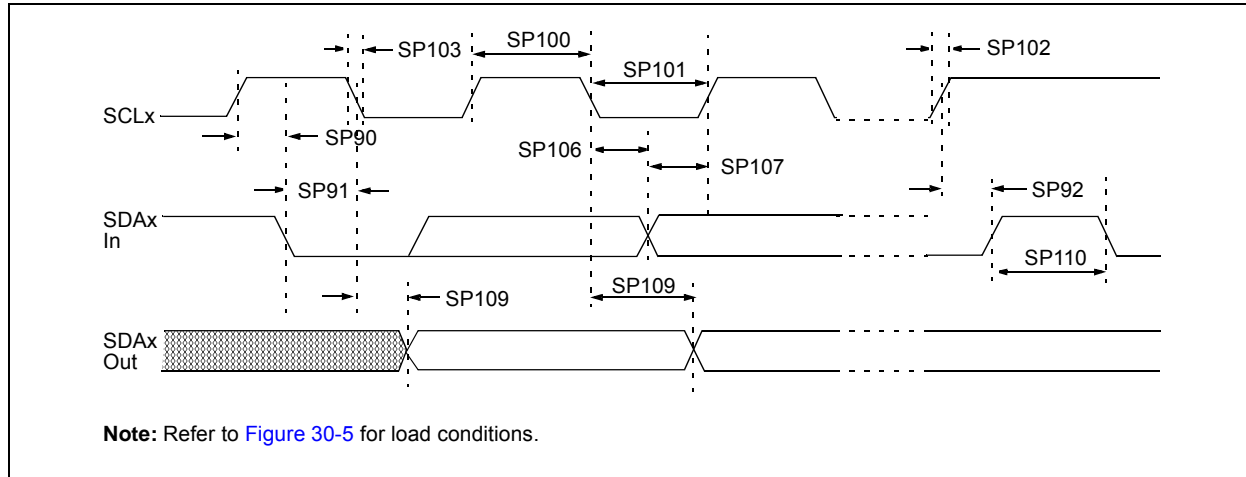 SP103
SP100
SP102
SP101
SCLx
SP90
SP106
SP107
SP91
SP92
SDAx
In
SP110
SP109
SP109
SDAx
Out
Note: Refer to Figure 30-5 for load conditions.